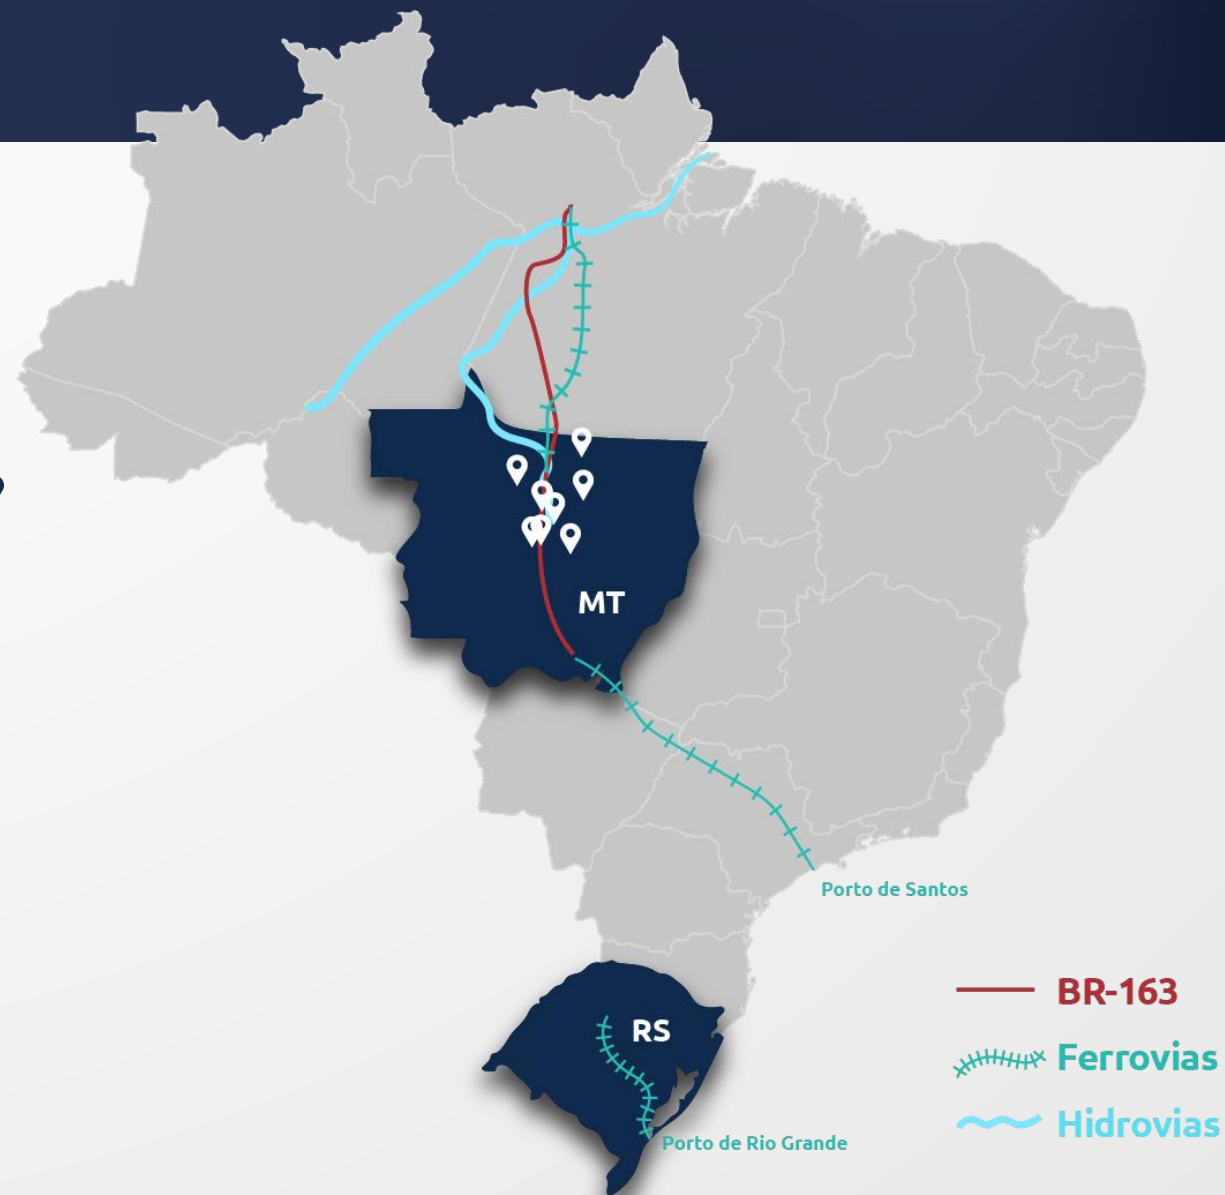 MT
Porto de Santos
BR-163
RS
Ferrovias
Hidrovias
Porto de Rio Grande